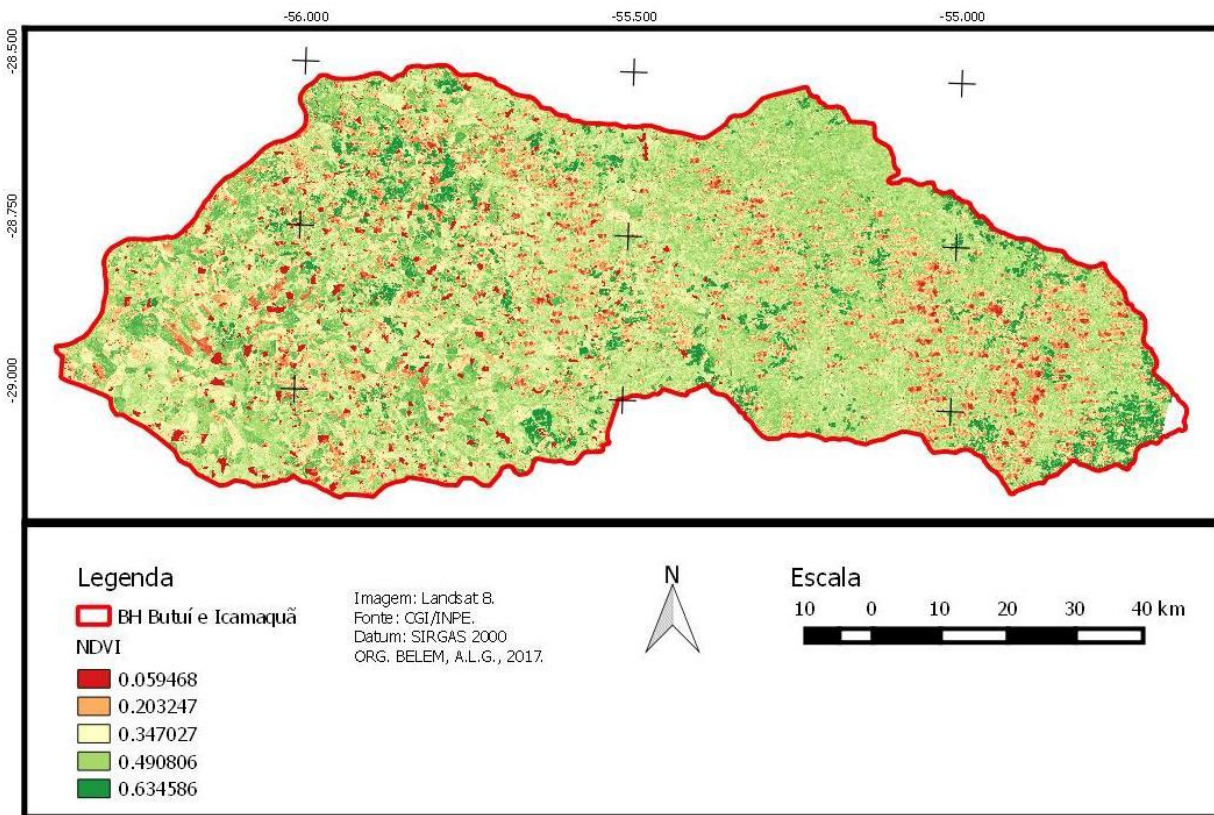 -56.000
-55.500
-55.000
-28.500
-28.750
-29.000
Legenda
BH Butuí e Icamaquã
NDVI
0.059468
0.203247
0.347027
0.490806
0.634586
Imagem: Landsat 8.
Fonte: CGI/INPE.
Datum: SIRGAS 2000
ORG. BELEM, A.L.G., 2017.
N
Escala
10 0 10 20 30 40 km